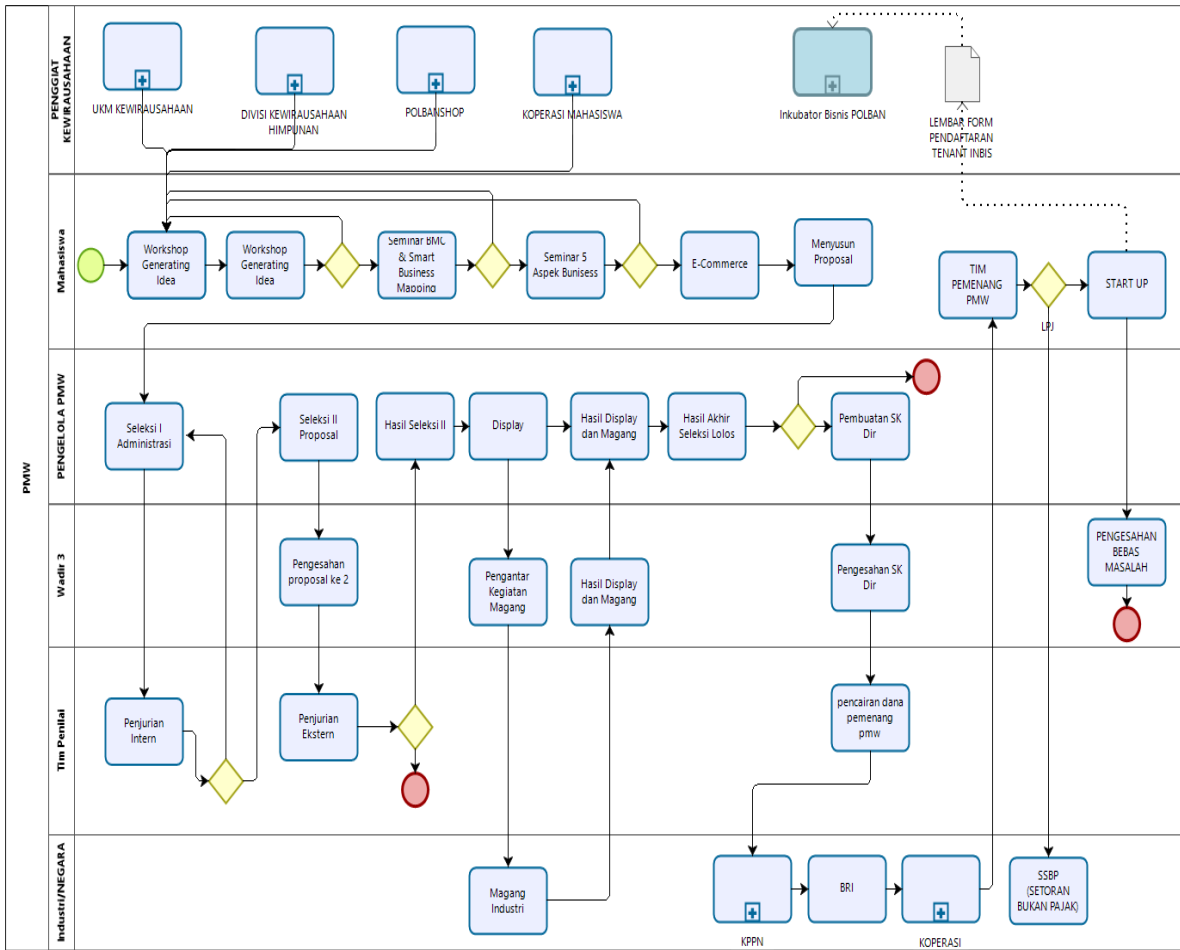 PMW
PENGGIAT
KEWIRAUSAHAAN
UKM KEWIRAUSAHAAN
DIVISI KEWIRAUSAHAAN
HIMPUNAN
POLBANSHOP
KOPERASI MAHASISWA
Inkubator Bisnis POLBAN
LEMBAR FORM
PENDAFTARAN
TENANT INBIS
Mahasiswa
Workshop
Generating
Idea
Workshop
Generating
Idea
Seminar BMC
& Smart
Business
Mapping
Seminar 5
Aspek Bunisess
E-Commerce
Menyusun
Proposal
TIM
PEMENANG
PMW
LPJ
START UP
PENGELOLA PMW
Seleksi I
Administrasi
Seleksi II
Proposal
Hasil Seleksi II
Display
Hasil Display
dan Magang
Hasil Akhir
Seleksi Lolos
Pembuatan SK
Dir
Wadir 3
Pengesahan
proposal ke 2
Pengantar
Kegiatan
Magang
Hasil Display
dan Magang
Pengesahan SK
Dir
PENGESAHAN
BEBAS
MASALAH
Tim Penilai
Penjurian
Intern
Penjurian
Ekstern
pencairan dana
pemenang
pmw
Industri/NEGARA
Magang
Industri
KPPN
BRI
KOPERASI
SSBP
(SETORAN
BUKAN PAJAK)